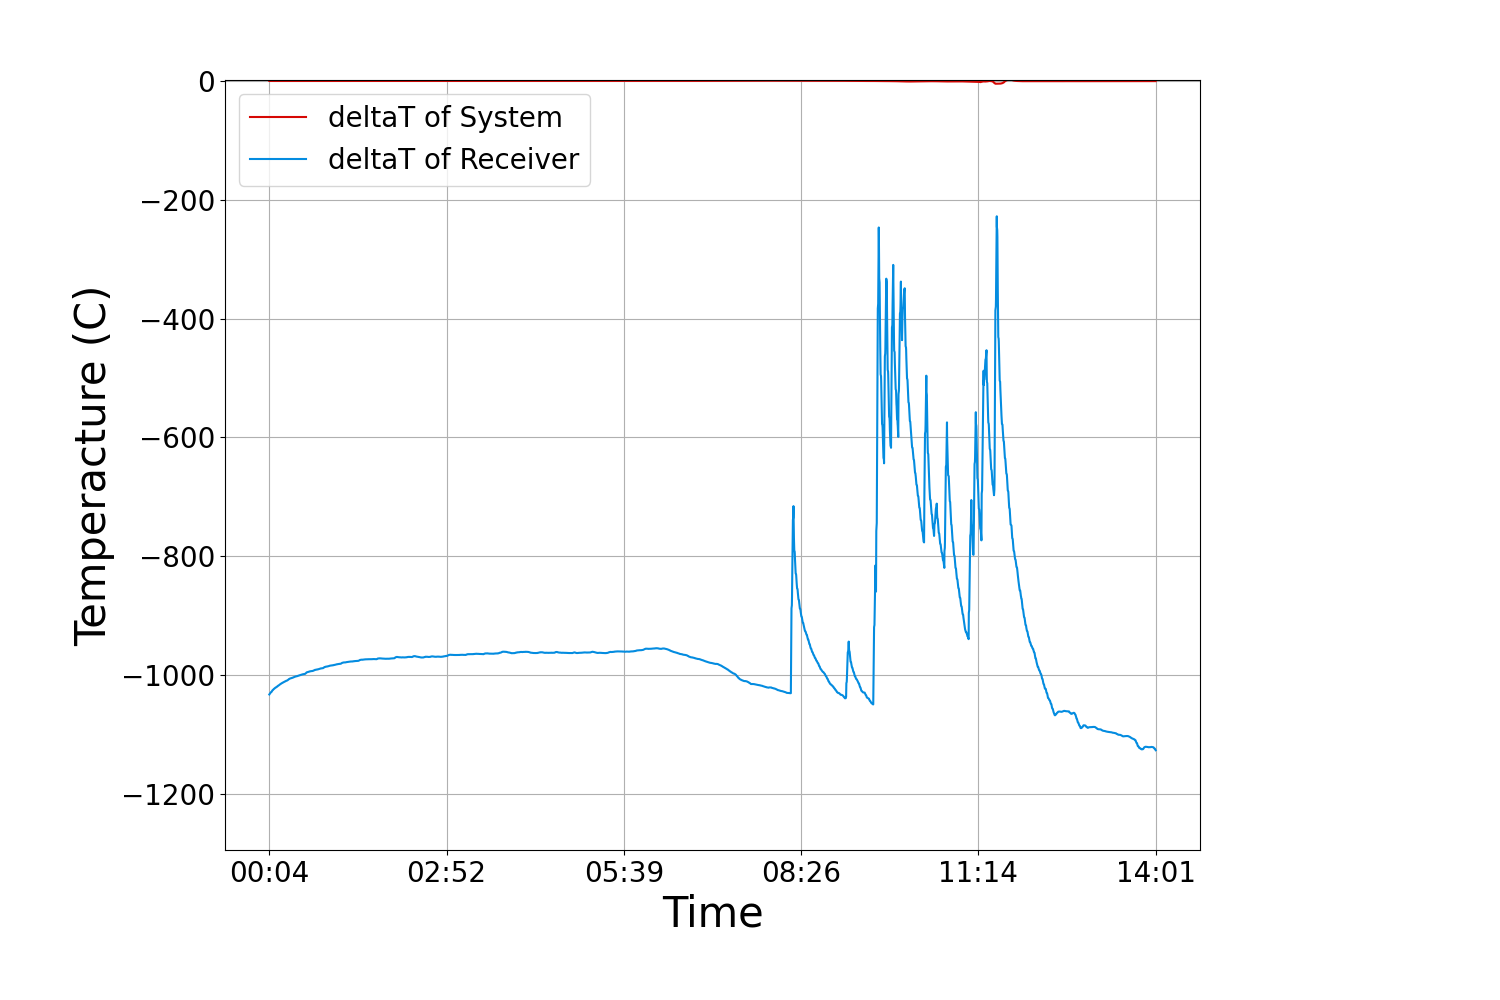 0
−200
−400
−600
−800
−1000
−1200
Temperacture (C)
deltaT of System
deltaT of Receiver
00:04 02:52 05:39 08:26 11:14 14:01
Time